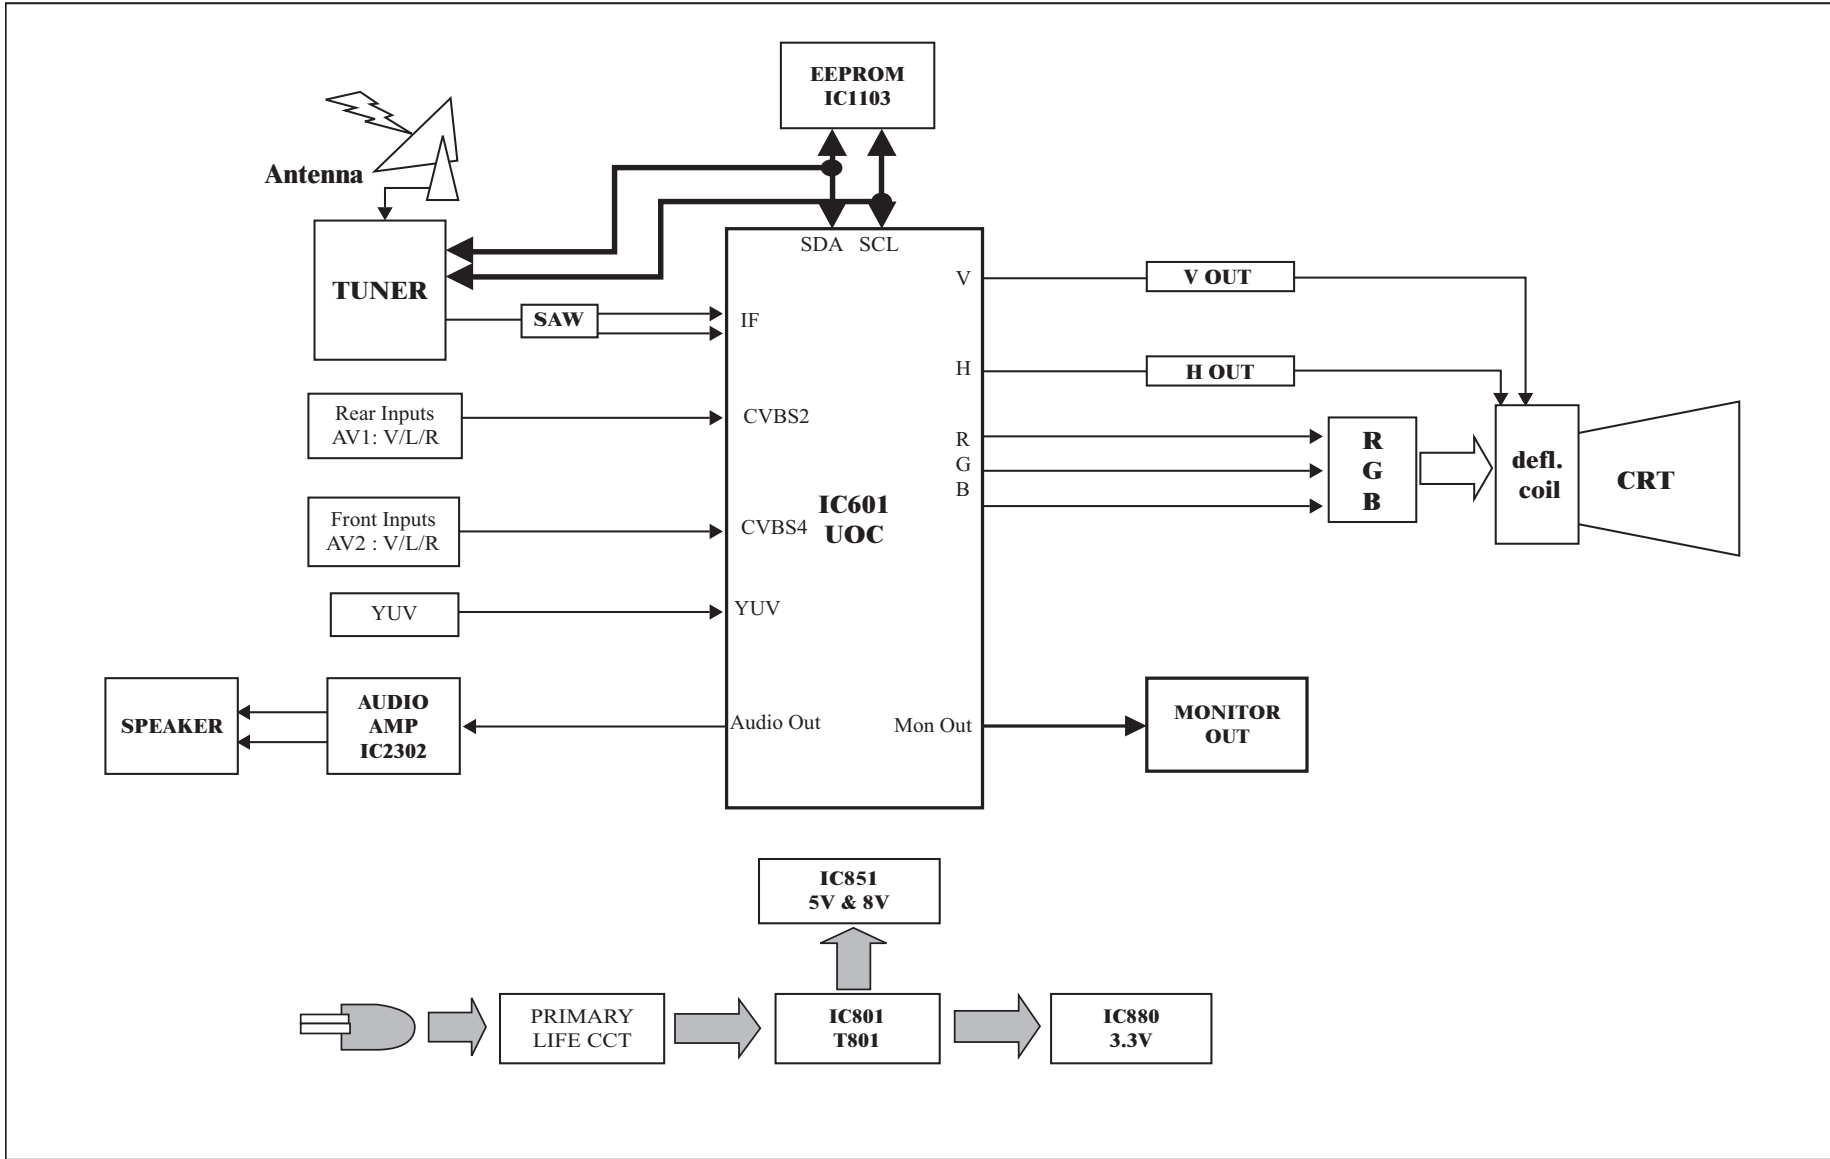 EEPROM
IC1103
Antenna
SDA SCL
TUNER
SAW
IF
V
V OUT
H
H OUT
Rear Inputs
AV1: V/L/R
CVBS2
R
G
B
R
G
B
defl.
coil
CRT
IC601
UOC
Front Inputs
AV2 : V/L/R
CVBS4
YUV
YUV
SPEAKER
AUDIO
AMP
IC2302
Audio Out
Mon Out
MONITOR
OUT
IC851
5V & 8V
PRIMARY
LIFE CCT
IC801
T801
IC880
3.3V